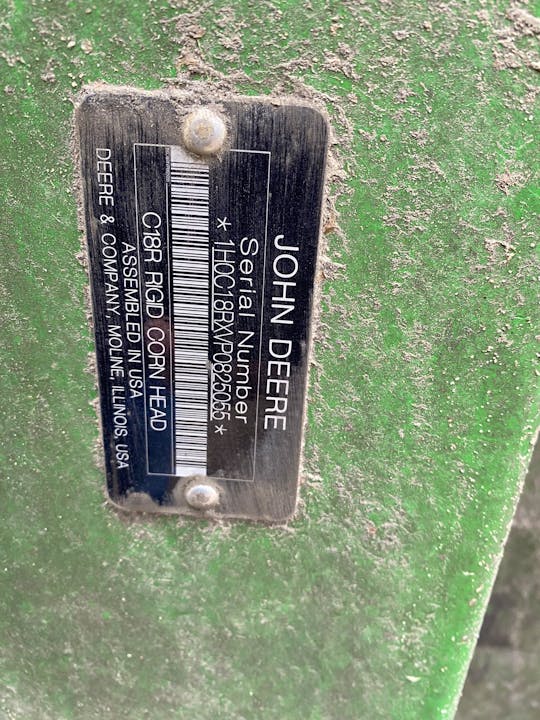 JOHN DEERE
Serial Number
* 1H0C18RXVP0825055 *
C18R RIGID CORN HEAD
ASSEMBLED IN USA
DEERE & COMPANY, MOLINE, ILLINOIS, USA